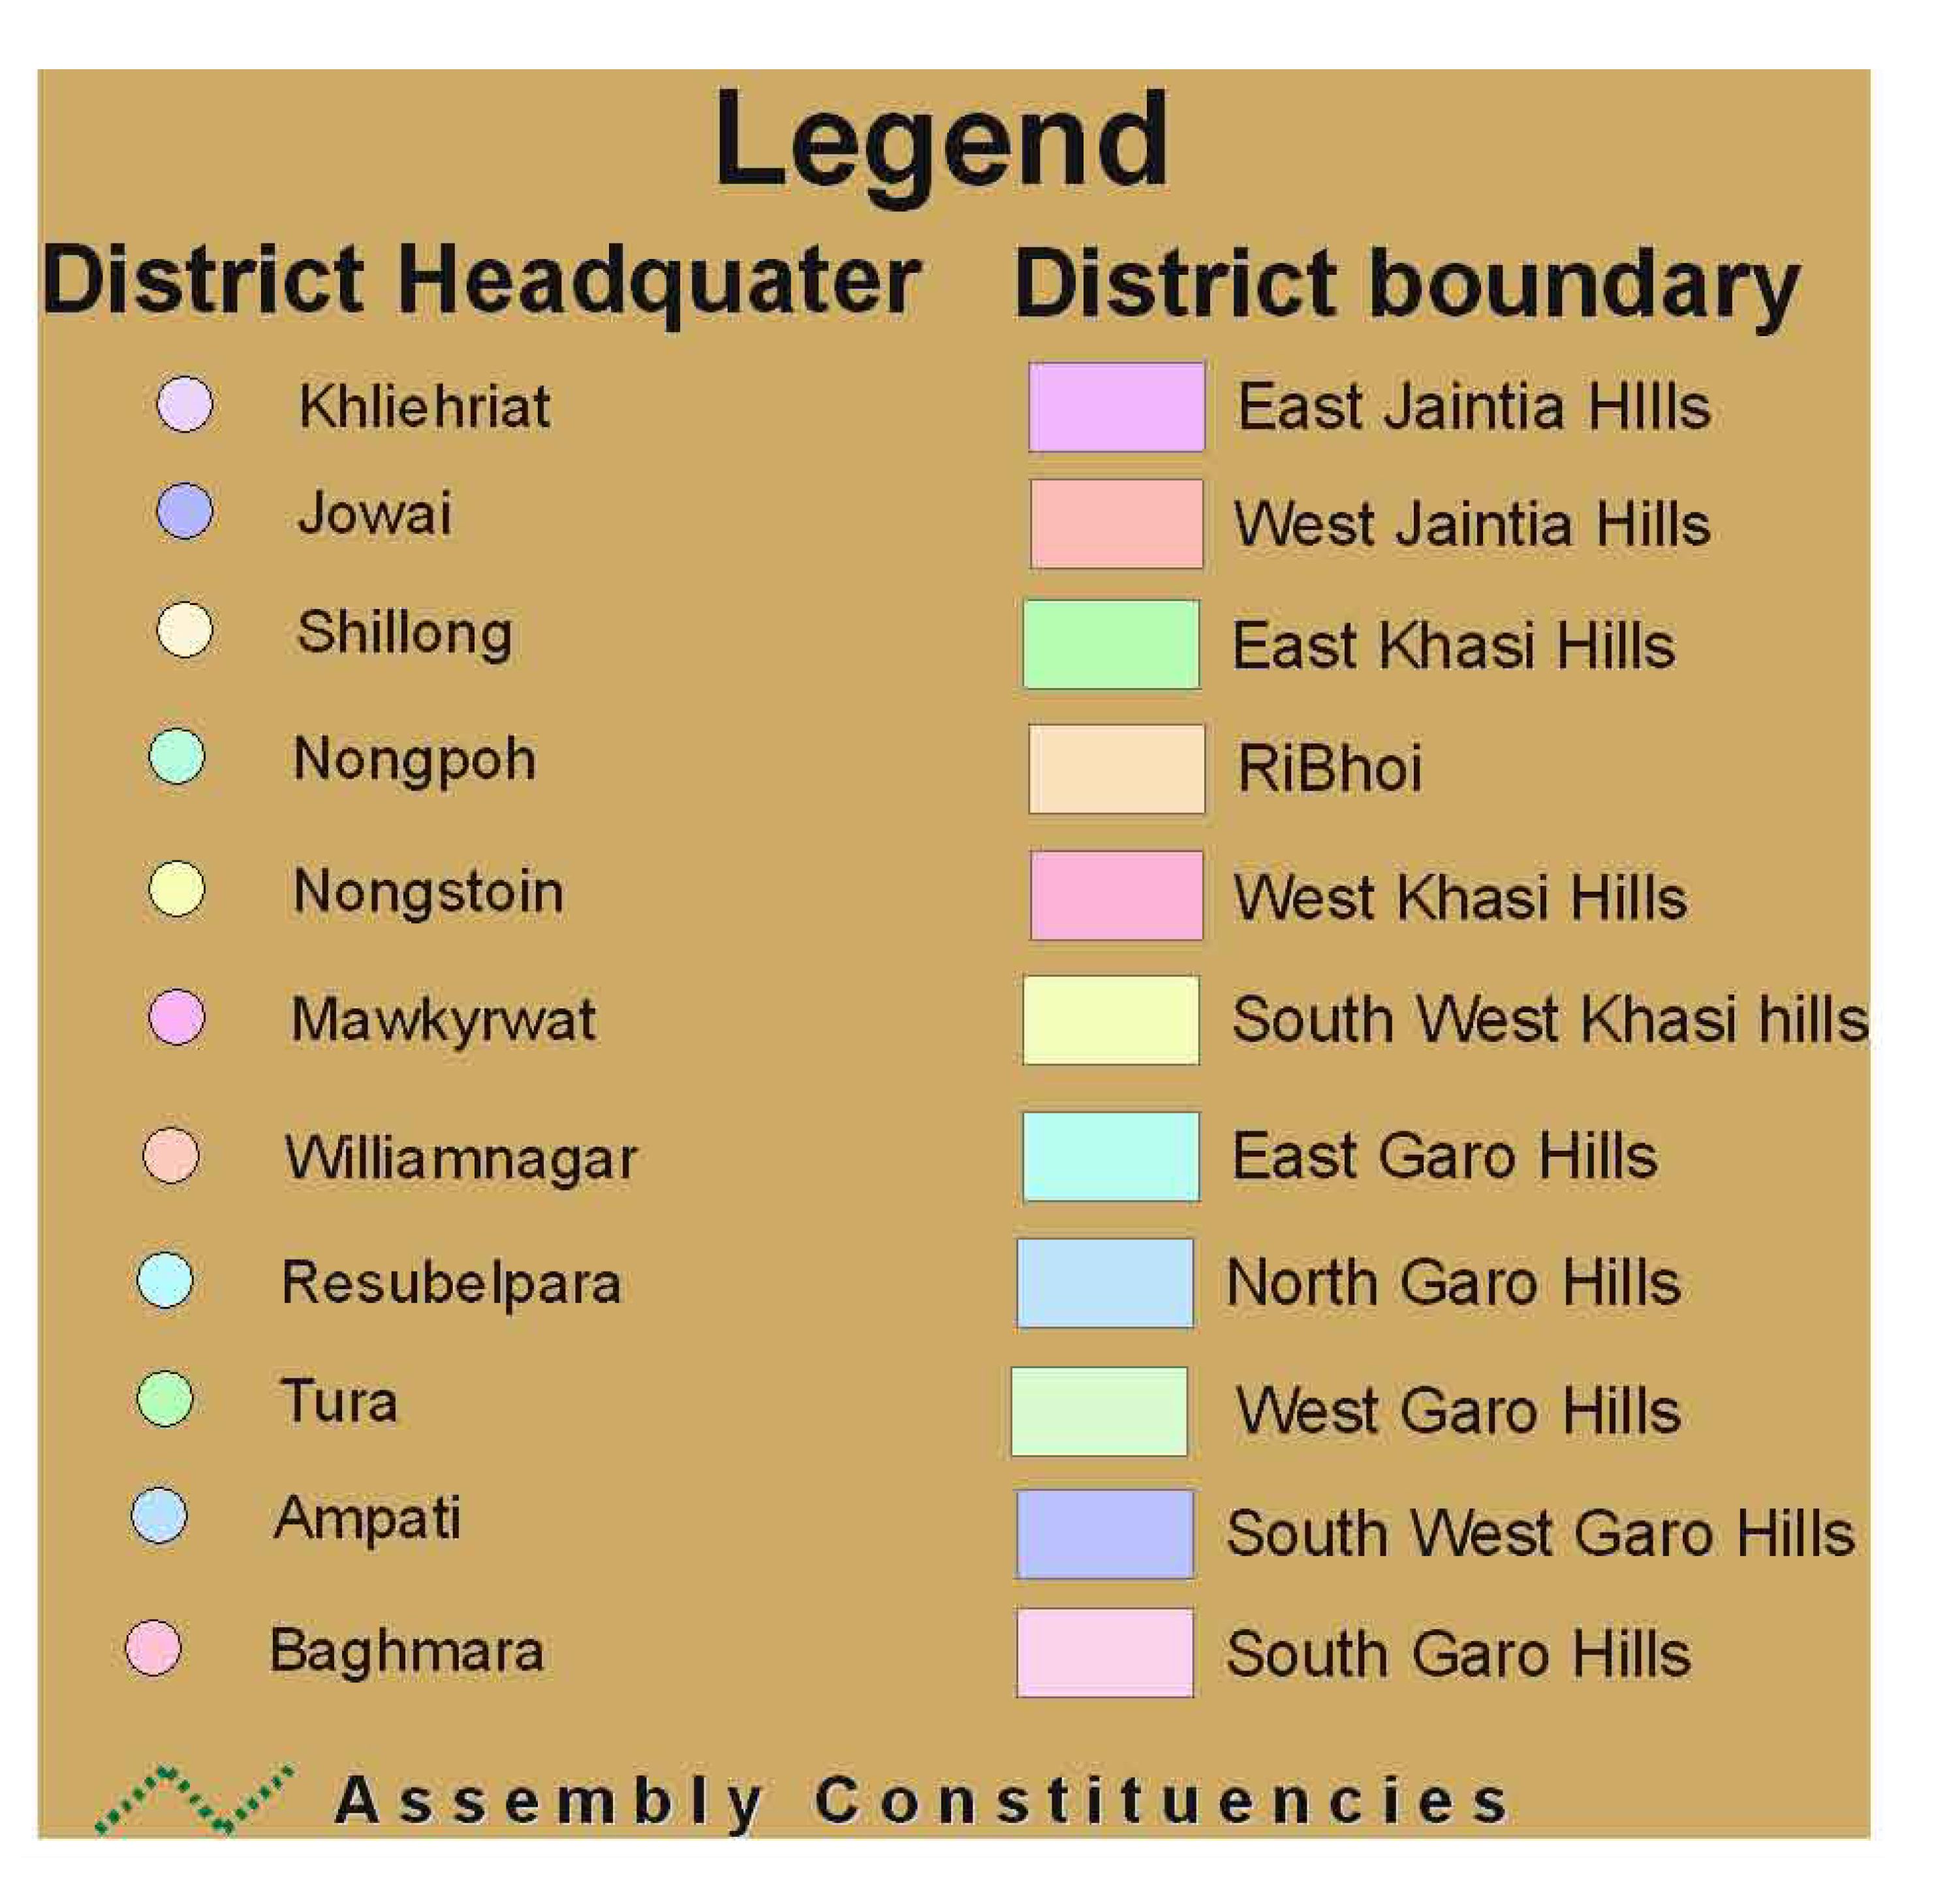 Legend
District Headquater
Khliehriat
Jowai
Shillong
Nongpoh
Nongstoin
Mawkyrwat
Williamnagar
Resubelpara
Tura
Ampati
Baghmara
District boundary
East Jaintia HIlls
West Jaintia Hills
East Khasi Hills
RiBhoi
West Khasi Hills
South West Khasi hills
East Garo Hills
North Garo Hills
West Garo Hills
South West Garo Hills
South Garo Hills
Assembly Constituencies